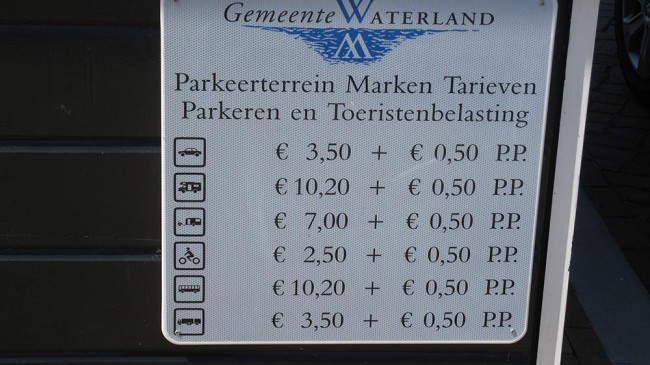 Gemeente WATERLAND
Parkeerterrein Marken Tarieven
Parkeren en Toeristenbelasting
€ 3,50 + € 0,50 P.P.
€ 10,20 + € 0,50 P.P.
€ 7,00 + € 0,50 P.P.
€ 2,50 + € 0,50 P.P.
€ 10,20 + € 0,50 P.P.
€ 3,50 + € 0,50 P.P.